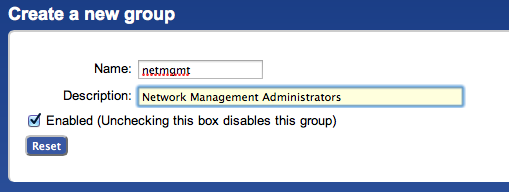 Create a new group
Name: netmgmt
Description: Network Management Administrators
Enabled (Unchecking this box disables this group)
Reset